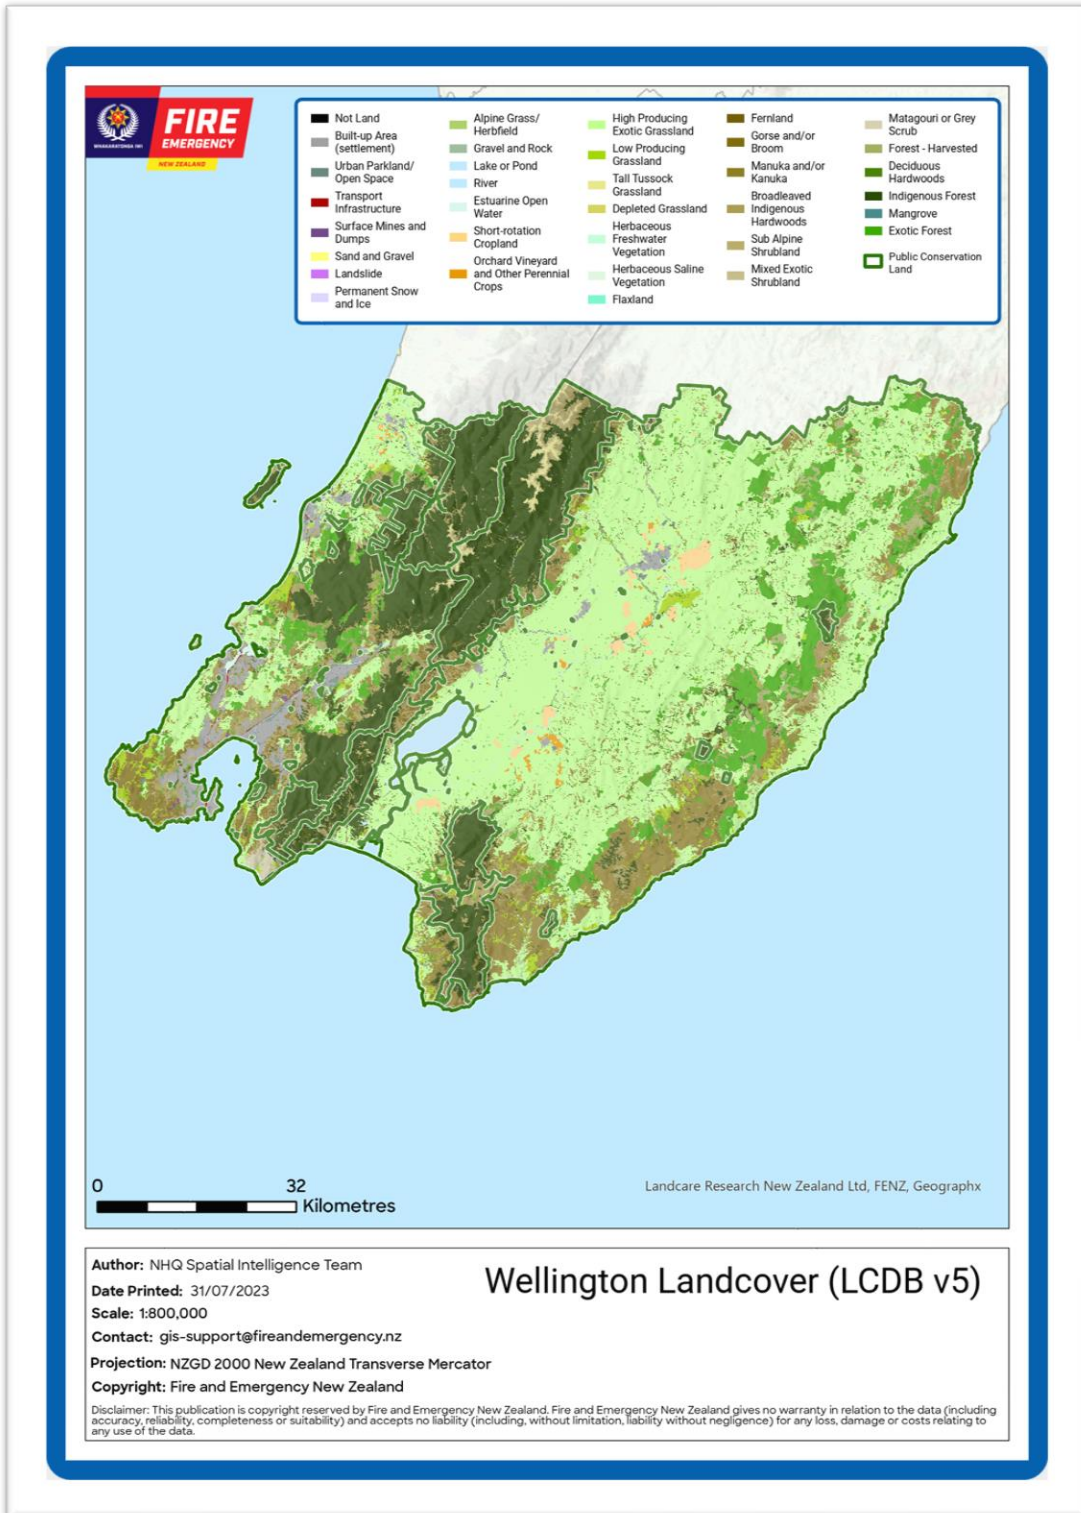 FIRE
EMERGENCY
NEW ZEALAND
WHAKARATONGA IWI
Not Land
Built-up Area
(settlement)
Urban Parkland/
Open Space
Transport
Infrastructure
Surface Mines and
Dumps
Sand and Gravel
Landslide
Permanent Snow
and Ice
Alpine Grass/
Herbfield
Gravel and Rock
Lake or Pond
River
Estuarine Open
Water
Short-rotation
Cropland
Orchard Vineyard
and Other Perennial
Crops
High Producing
Exotic Grassland
Low Producing
Grassland
Tall Tussock
Grassland
Depleted Grassland
Herbaceous
Freshwater
Vegetation
Herbaceous Saline
Vegetation
Flaxland
Fernland
Gorse and/or
Broom
Manuka and/or
Kanuka
Broadleaved
Indigenous
Hardwoods
Sub Alpine
Shrubland
Mixed Exotic
Shrubland
Matagouri or Grey
Scrub
Forest - Harvested
Deciduous
Hardwoods
Indigenous Forest
Mangrove
Exotic Forest
Public Conservation
Land
0 32
Kilometres
Landcare Research New Zealand Ltd, FENZ, Geographx
Author: NHQ Spatial Intelligence Team
Wellington Landcover (LCDB v5)
Date Printed: 31/07/2023
Scale: 1:800,000
Contact: gis-support@fireandemergency.nz
Projection: NZGD 2000 New Zealand Transverse Mercator
Copyright: Fire and Emergency New Zealand
Disclaimer: This publication is copyright reserved by Fire and Emergency New Zealand. Fire and Emergency New Zealand gives no warranty in relation to the data (including
accuracy, reliability, completeness or suitability) and accepts no liability (including, without limitation, liability without negligence) for any loss, damage or costs relating to
any use of the data.